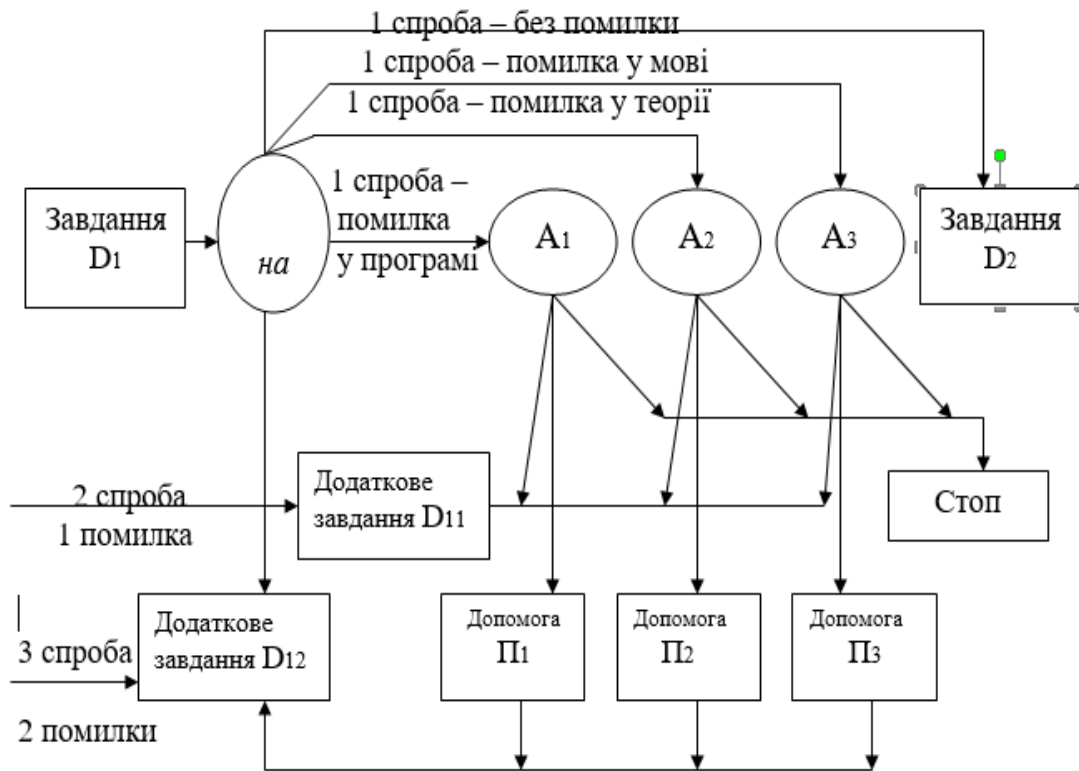 1 спроба – без помилки
1 спроба – помилка у мові
1 спроба – помилка у теорії
1 спроба –
помилка
у програмі
Завдання
D1
на
A1
A2
A3
Завдання
D2
2 спроба
1 помилка
Додаткове
завдання D11
Стоп
3 спроба
2 помилки
Додаткове
завдання D12
Допомога
П1
Допомога
П2
Допомога
П3